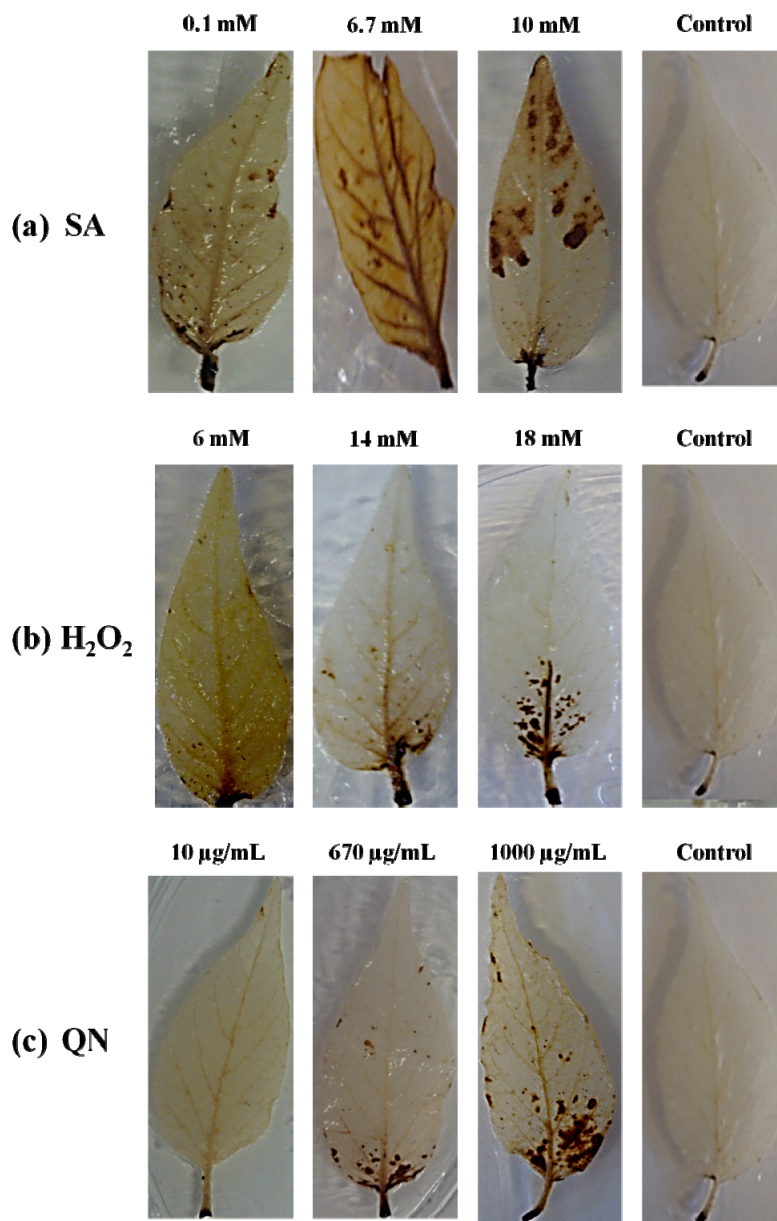 0.1 mM 6.7 mM 10 mM Control
(a) SA
6 mM 14 mM 18 mM Control
(b) H₂O₂
10 µg/mL 670 µg/mL 1000 µg/mL Control
(c) QN